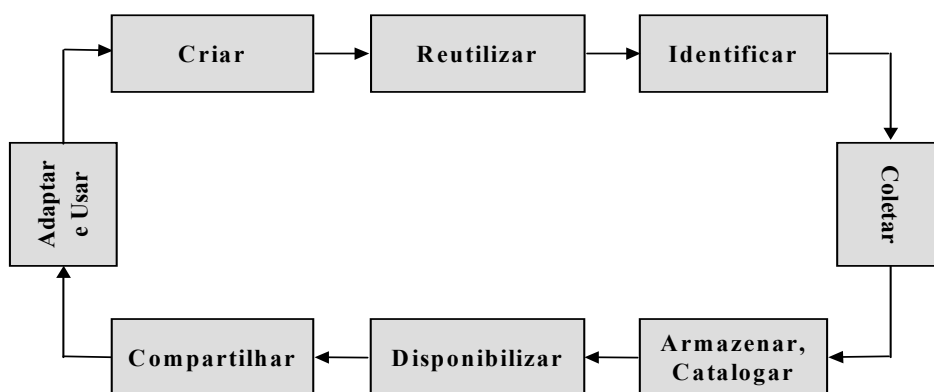 Criar
Reutilizar
Identificar
Coletar
Armazenar,
Catalogar
Disponibilizar
Compartilhar
Adaptar
e Usar